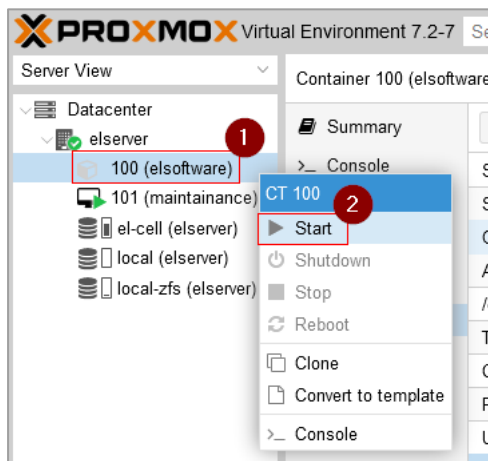 PROXMOX Virtual Environment 7.2-7 Se
Server View
Container 100 (elsoftware
Datacenter
elserver
1
100 (elsoftware)
101 (maintainance)
el-cell (elserver)
local (elserver)
local-zfs (elserver)
Summary
>_ Console
CT 100
2
Start
Shutdown
Stop
Reboot
Clone
Convert to template
>_ Console